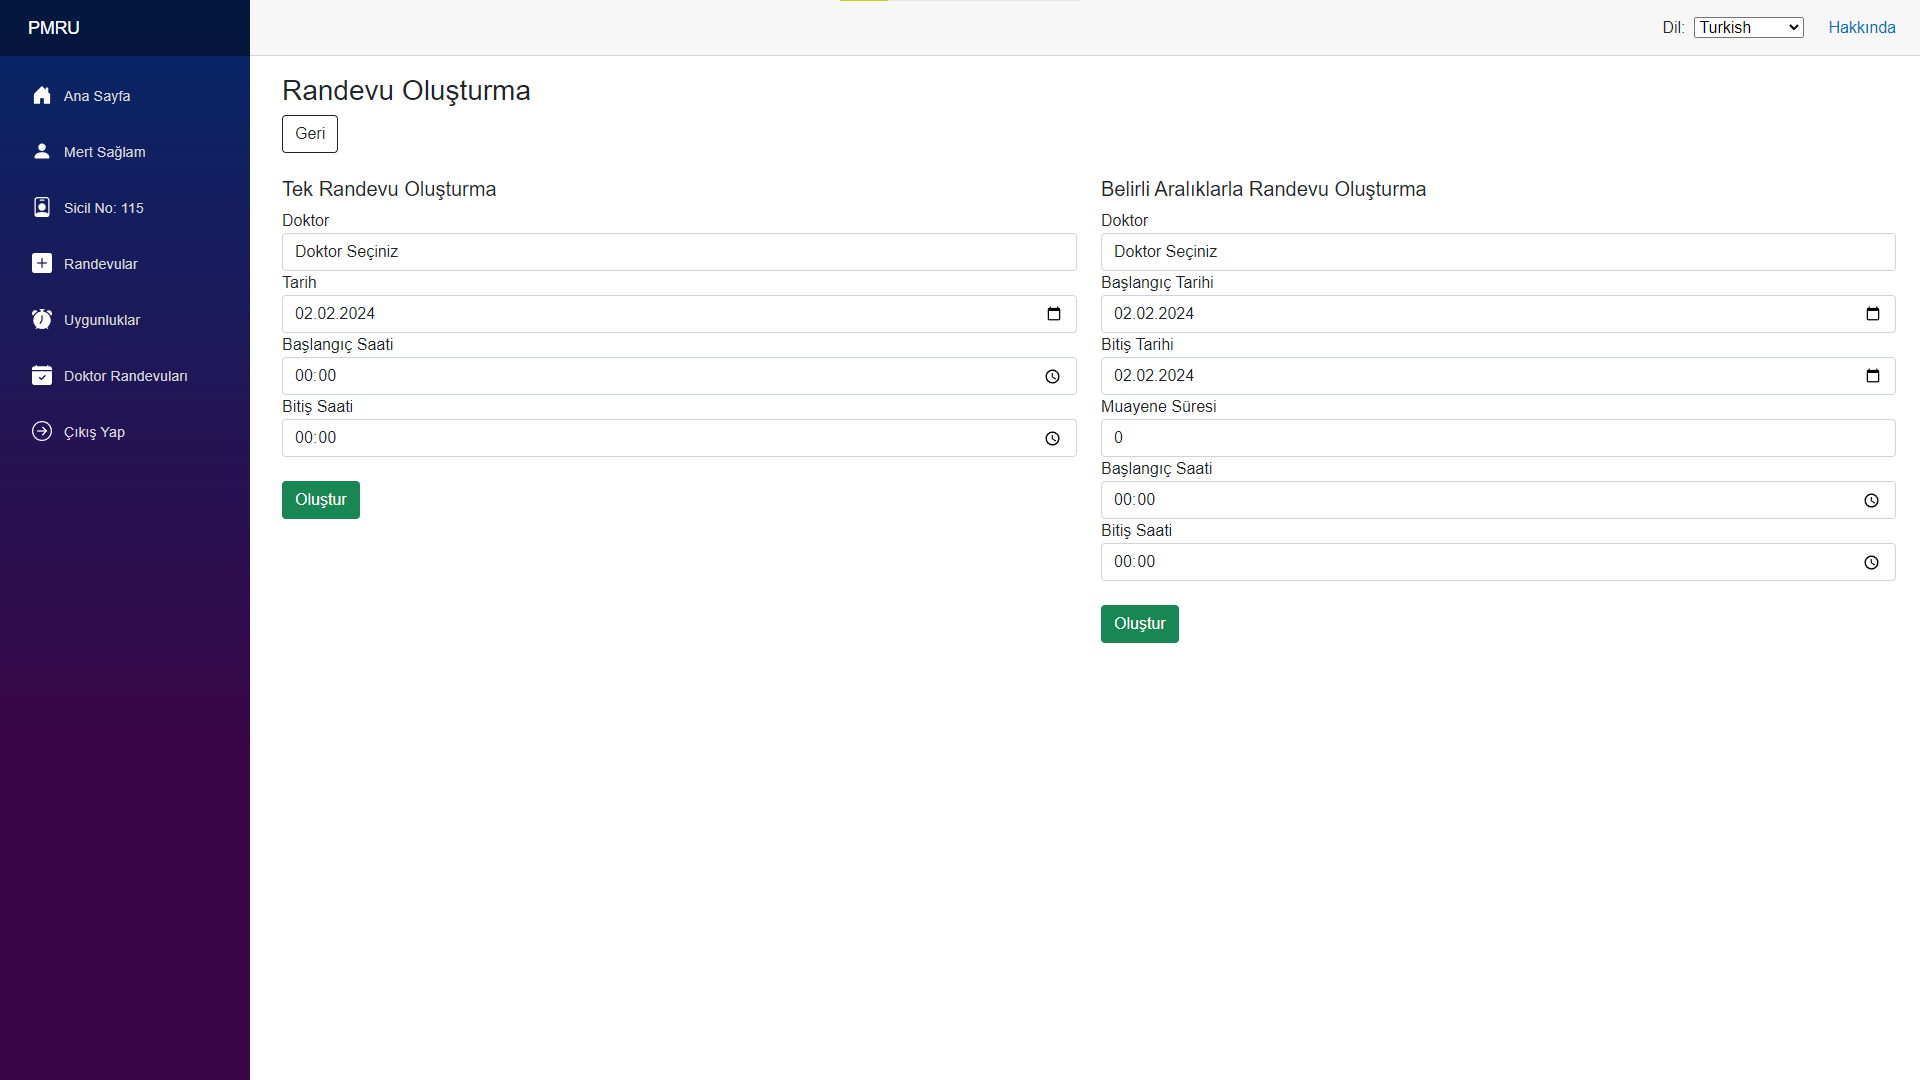 PMRU
Dil: Turkish Hakkında
Ana Sayfa
Mert Sağlam
Sicil No: 115
Randevular
Uygunluklar
Doktor Randevuları
Çıkış Yap
Randevu Oluşturma
Geri
Tek Randevu Oluşturma
Doktor
Doktor Seçiniz
Tarih
02.02.2024
Başlangıç Saati
00:00
Bitiş Saati
00:00
Oluştur
Belirli Aralıklarla Randevu Oluşturma
Doktor
Doktor Seçiniz
Başlangıç Tarihi
02.02.2024
Bitiş Tarihi
02.02.2024
Muayene Süresi
0
Başlangıç Saati
00:00
Bitiş Saati
00:00
Oluştur